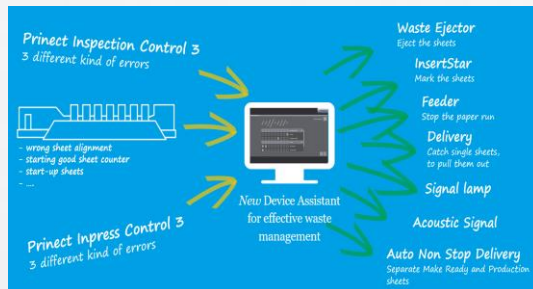 Prinect Inspection Control 3
3 different kind of errors
- wrong sheet alignment
- starting good sheet counter
- start-up sheets
- ....
Prinect Inpress Control 3
3 different kind of errors
New Device Assistant
for effective waste
management
Waste Ejector
Eject the sheets
InsertStar
Mark the sheets
Feeder
Stop the paper run
Delivery
Catch single sheets,
to pull them out
Signal lamp
Acoustic Signal
Auto Non Stop Delivery
Separate Make Ready and Production
sheets